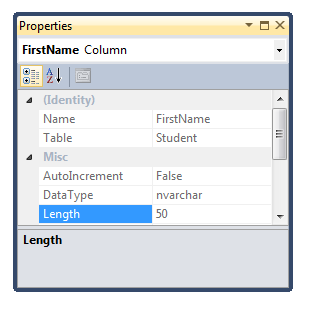 Properties
FirstName Column
A Z
(Identity)
Name FirstName
Table Student
Misc
AutoIncrement False
DataType nvarchar
Length 50
Length